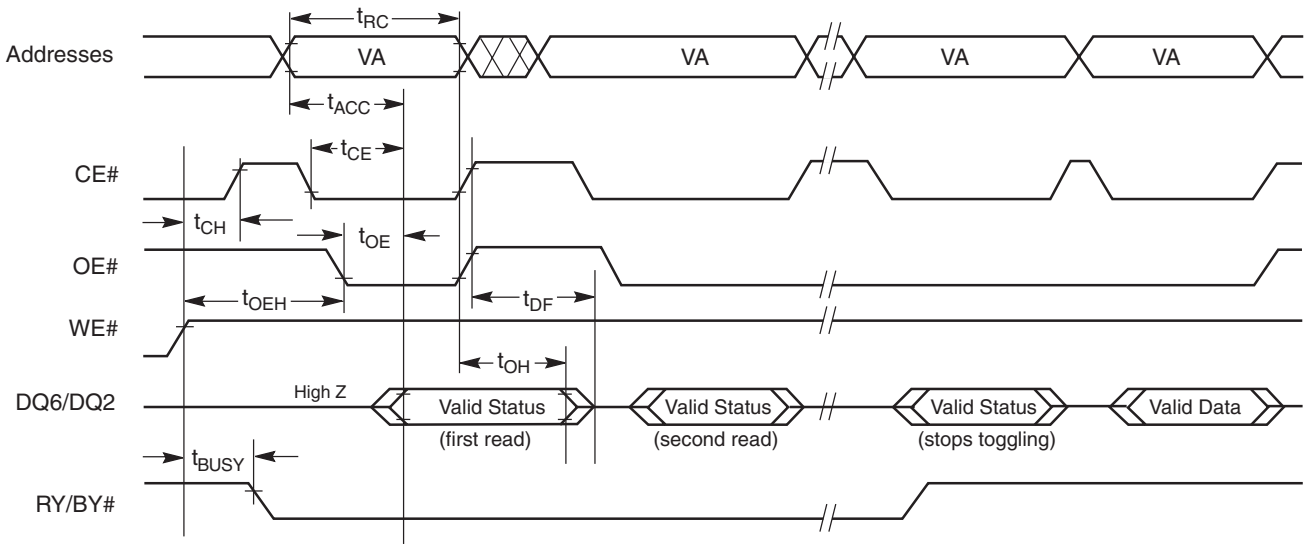 tRC
Addresses VA VA VA VA
tACC
tCE
CE#
tCH
tOE
OE#
tOEH
tDF
WE#
tOH
High Z
DQ6/DQ2 Valid Status Valid Status Valid Status Valid Data
(first read) (second read) (stops toggling)
tBUSY
RY/BY#